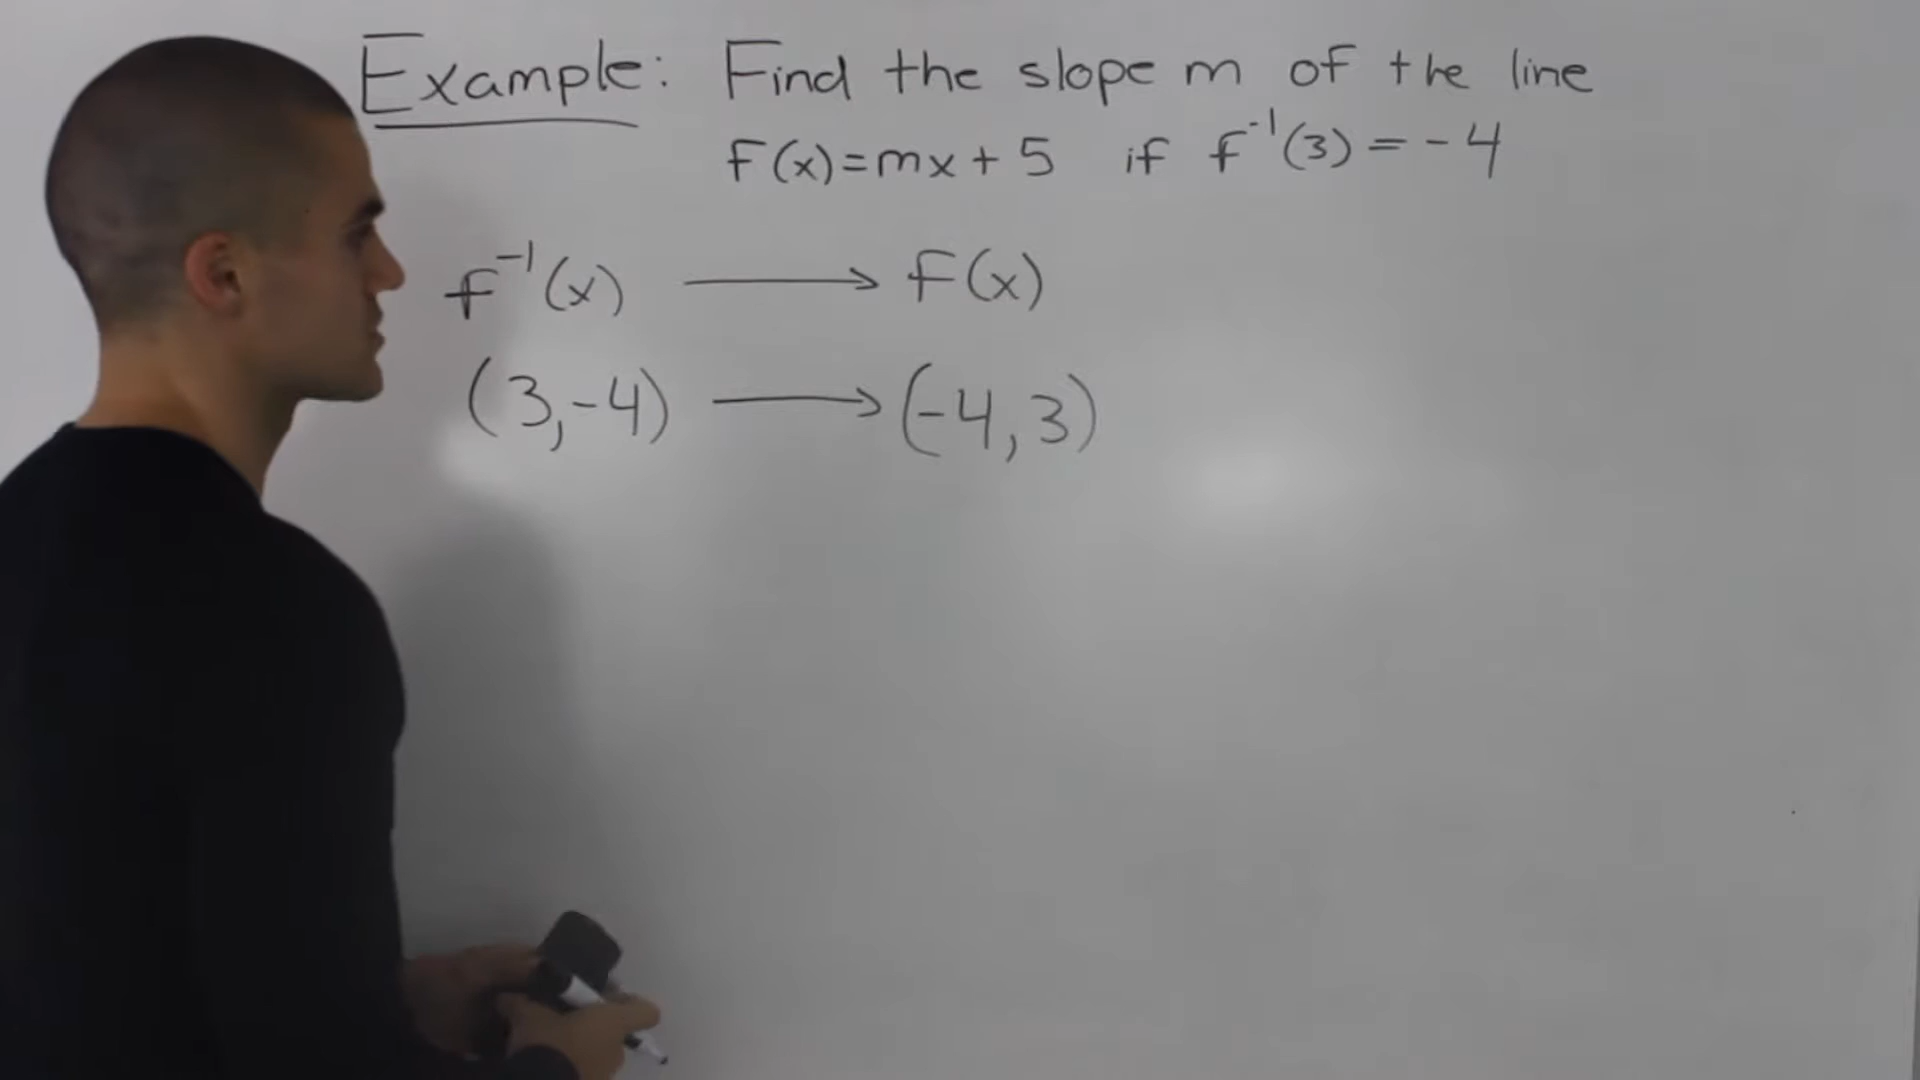 Example: Find the slope m of the line
F(x)=mx+5 if f⁻¹(3)=-4
f⁻¹(x) → F(x)
(3,-4) → (-4,3)